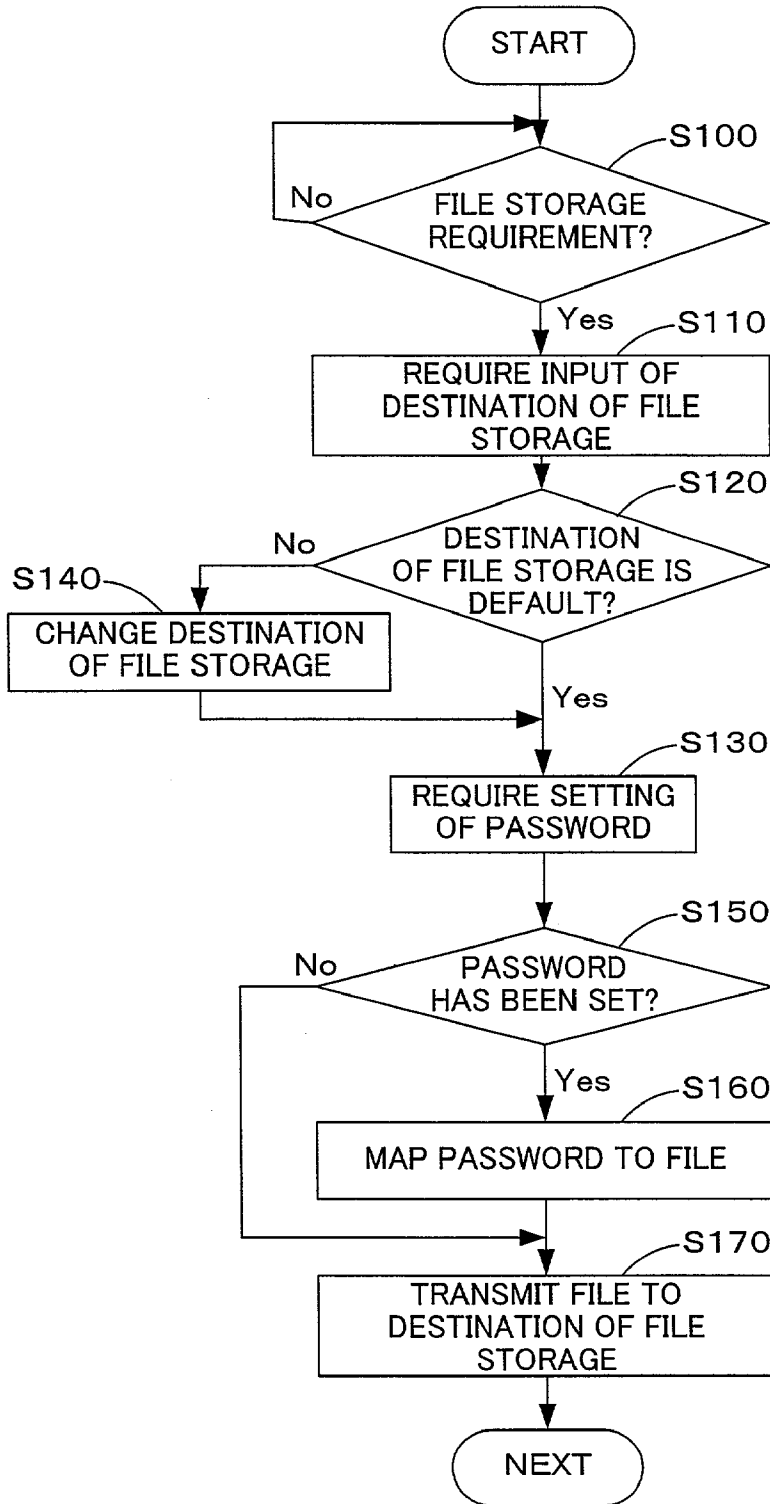 START
S100
No
FILE STORAGE
REQUIREMENT?
Yes
S110
REQUIRE INPUT OF
DESTINATION OF FILE
STORAGE
S120
No
DESTINATION
OF FILE STORAGE IS
DEFAULT?
S140
CHANGE DESTINATION
OF FILE STORAGE
Yes
S130
REQUIRE SETTING
OF PASSWORD
S150
No
PASSWORD
HAS BEEN SET?
Yes
S160
MAP PASSWORD TO FILE
S170
TRANSMIT FILE TO
DESTINATION OF FILE
STORAGE
NEXT